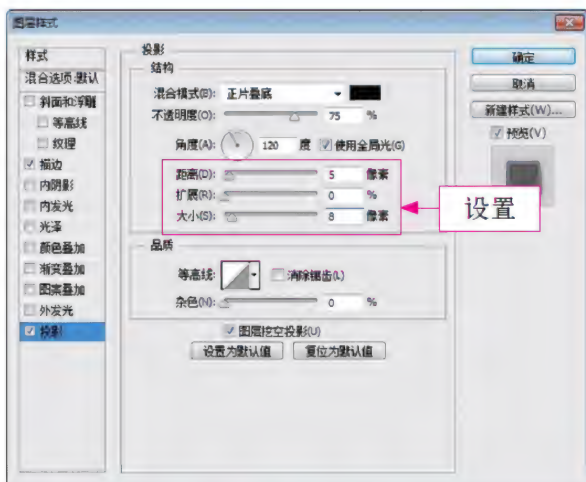 图层样式
样式
混合选项:默认
斜面和浮雕
等高线
纹理
描边
内阴影
内发光
光泽
颜色叠加
渐变叠加
图案叠加
外发光
投影
投影
结构
混合模式(B): 正片叠底
不透明度(O): 75 %
角度(A): 120 度 使用全局光(G)
距离(D): 5 像素
扩展(R): 0 %
大小(S): 8 像素
设置
品质
等高线: 消除锯齿(L)
杂色(N): 0 %
图层挖空投影(U)
设置为默认值 复位为默认值
确定
取消
新建样式(W)...
预览(V)